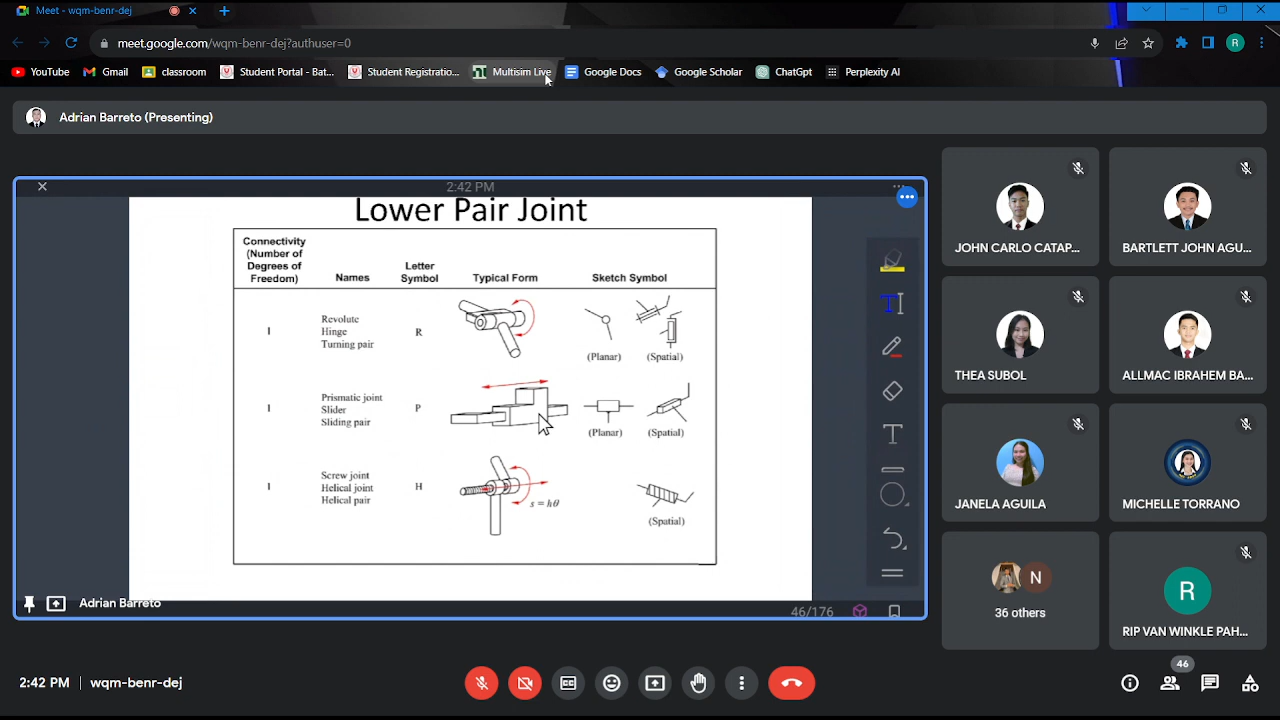 Meet - wqm-benr-dej
meet.google.com/wqm-benr-dej?authuser=0
R
YouTube
Gmail
classroom
Student Portal - Bat...
Student Registratio...
Multisim Live
Google Docs
Google Scholar
ChatGpt
Perplexity AI
Adrian Barreto (Presenting)
2:42 PM
Lower Pair Joint
Connectivity
(Number of
Degrees of
Freedom)
Names
Letter
Symbol
Typical Form
Sketch Symbol
1
Revolute
Hinge
Turning pair
R
(Planar)
(Spatial)
1
Prismatic joint
Slider
Sliding pair
P
(Planar)
(Spatial)
1
Screw joint
Helical joint
Helical pair
H
s = hθ
(Spatial)
T
T
Adrian Barreto
46/176
JOHN CARLO CATAP...
BARTLETT JOHN AGU...
THEA SUBOL
ALLMAC IBRAHEM BA...
JANELA AGUILA
MICHELLE TORRANO
N
36 others
R
RIP VAN WINKLE PAH...
2:42 PM
wqm-benr-dej
46